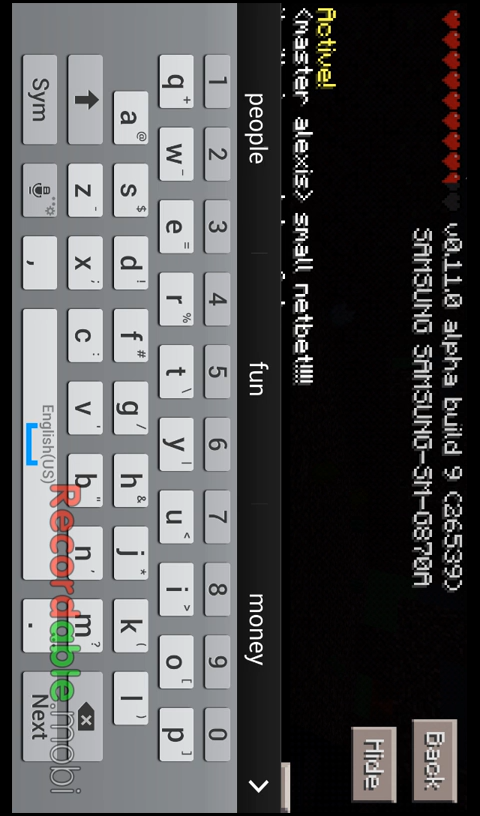 v0.11.0 alpha build 9 (26539)
SAMSUNG SAMSUNG-SM-G870A
Back
Hide
Active!
<master alexis> small netbet!!!!
people fun money
1 2 3 4 5 6 7 8 9 0
q + w - e = r % t \ y | u < i > o [ p ]
a @ s $ d ! f # g / h & j * k ( l )
z - x ; c : v ' b " n , m ?
Sym , English(US) . Next
Recordable.mobi